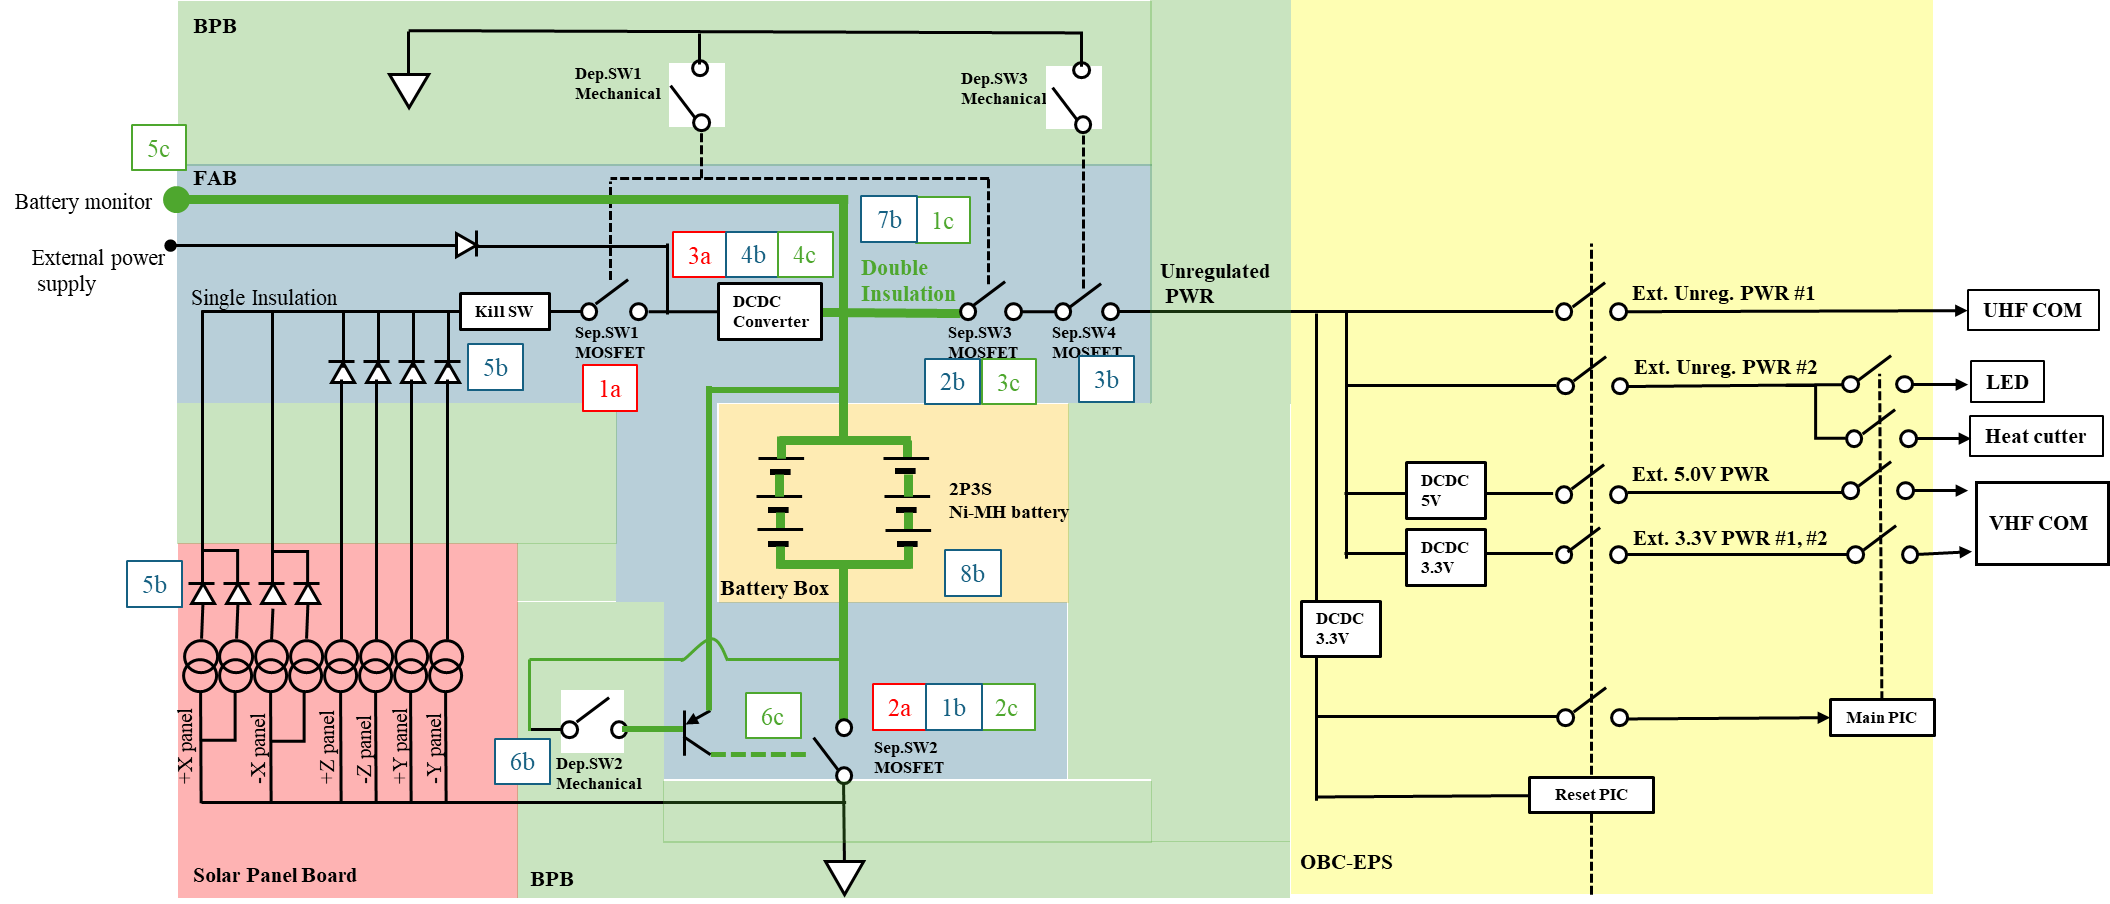 BPB
Dep.SW1
Mechanical
Dep.SW3
Mechanical
5c
FAB
Battery monitor
External power
supply
7b
1c
3a
4b
4c
Double
Insulation
Unregulated
PWR
Single Insulation
Kill SW
DCDC
Converter
Sep.SW1
MOSFET
Sep.SW3
MOSFET
Sep.SW4
MOSFET
1a
5b
2b
3c
3b
Ext. Unreg. PWR #1
UHF COM
Ext. Unreg. PWR #2
LED
Heat cutter
DCDC
5V
Ext. 5.0V PWR
VHF COM
DCDC
3.3V
Ext. 3.3V PWR #1, #2
2P3S
Ni-MH battery
Battery Box
8b
5b
DCDC
3.3V
+X panel
-X panel
+Z panel
-Z panel
+Y panel
-Y panel
6b
Dep.SW2
Mechanical
6c
2a
1b
2c
Sep.SW2
MOSFET
Main PIC
Reset PIC
Solar Panel Board
BPB
OBC-EPS